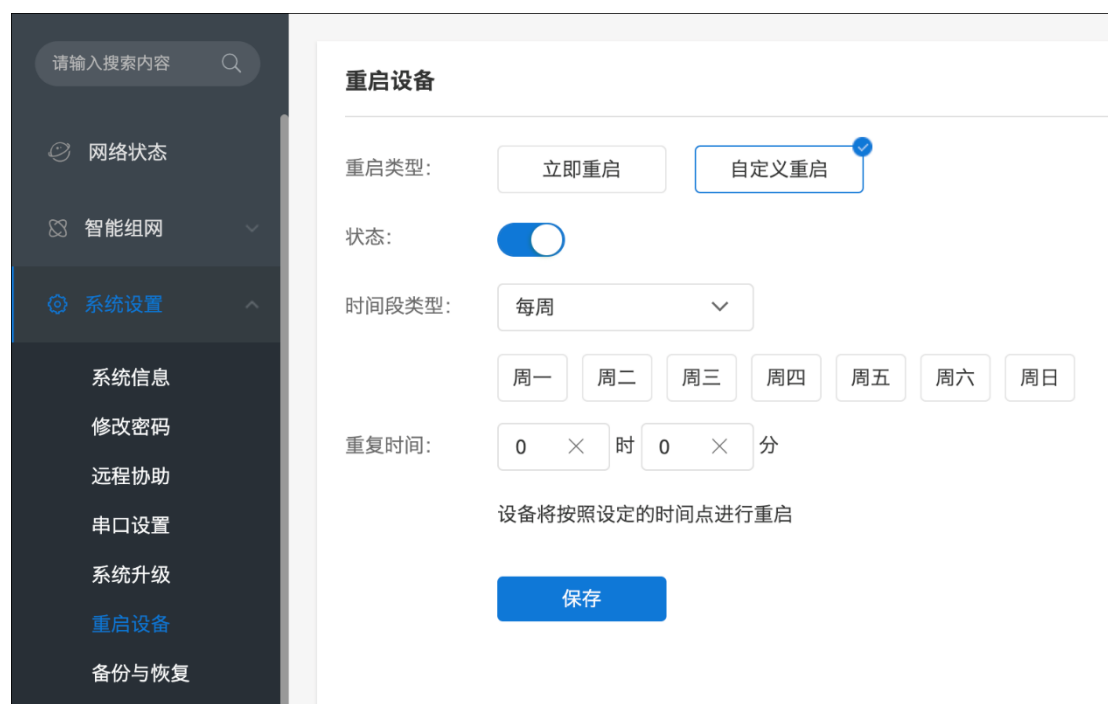 请输入搜索内容
网络状态
智能组网
系统设置
系统信息
修改密码
远程协助
串口设置
系统升级
重启设备
备份与恢复
重启设备
重启类型: 立即重启 自定义重启
状态:
时间段类型: 每周
周一 周二 周三 周四 周五 周六 周日
重复时间: 0 时 0 分
设备将按照设定的时间点进行重启
保存